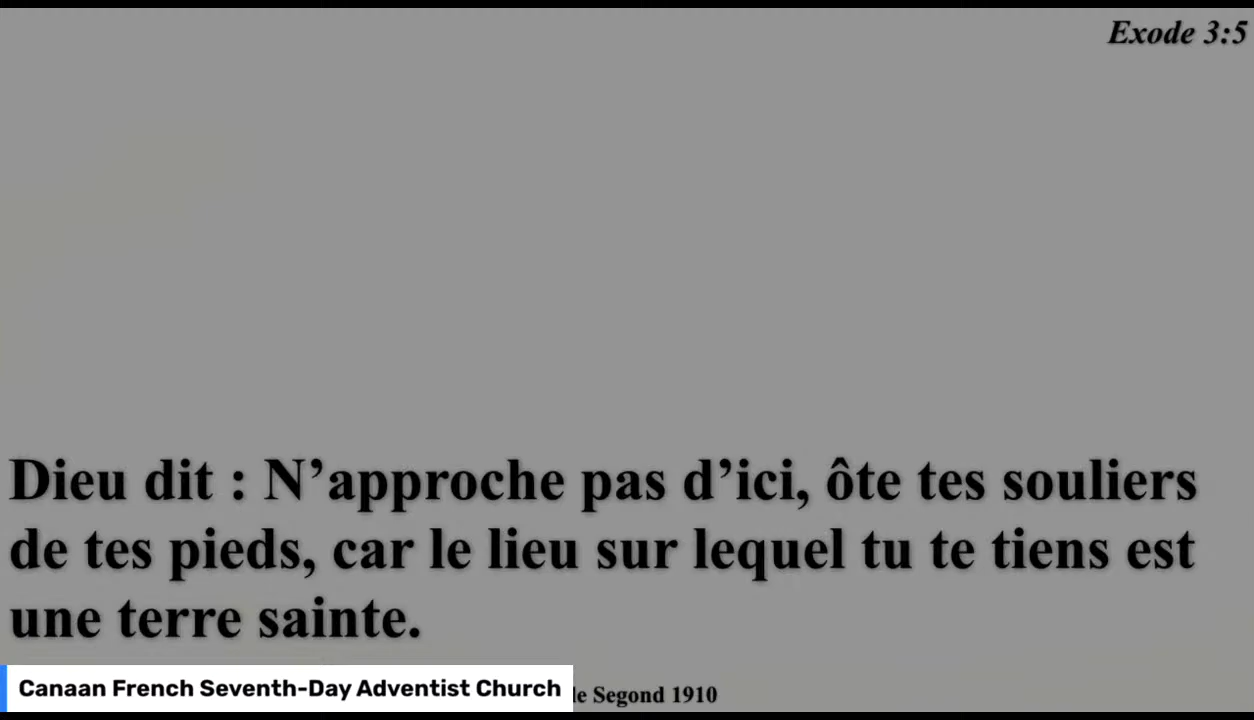 Exode 3:5
Dieu dit : N’approche pas d’ici, ôte tes souliers
de tes pieds, car le lieu sur lequel tu te tiens est
une terre sainte.
Canaan French Seventh-Day Adventist Church
Segond 1910